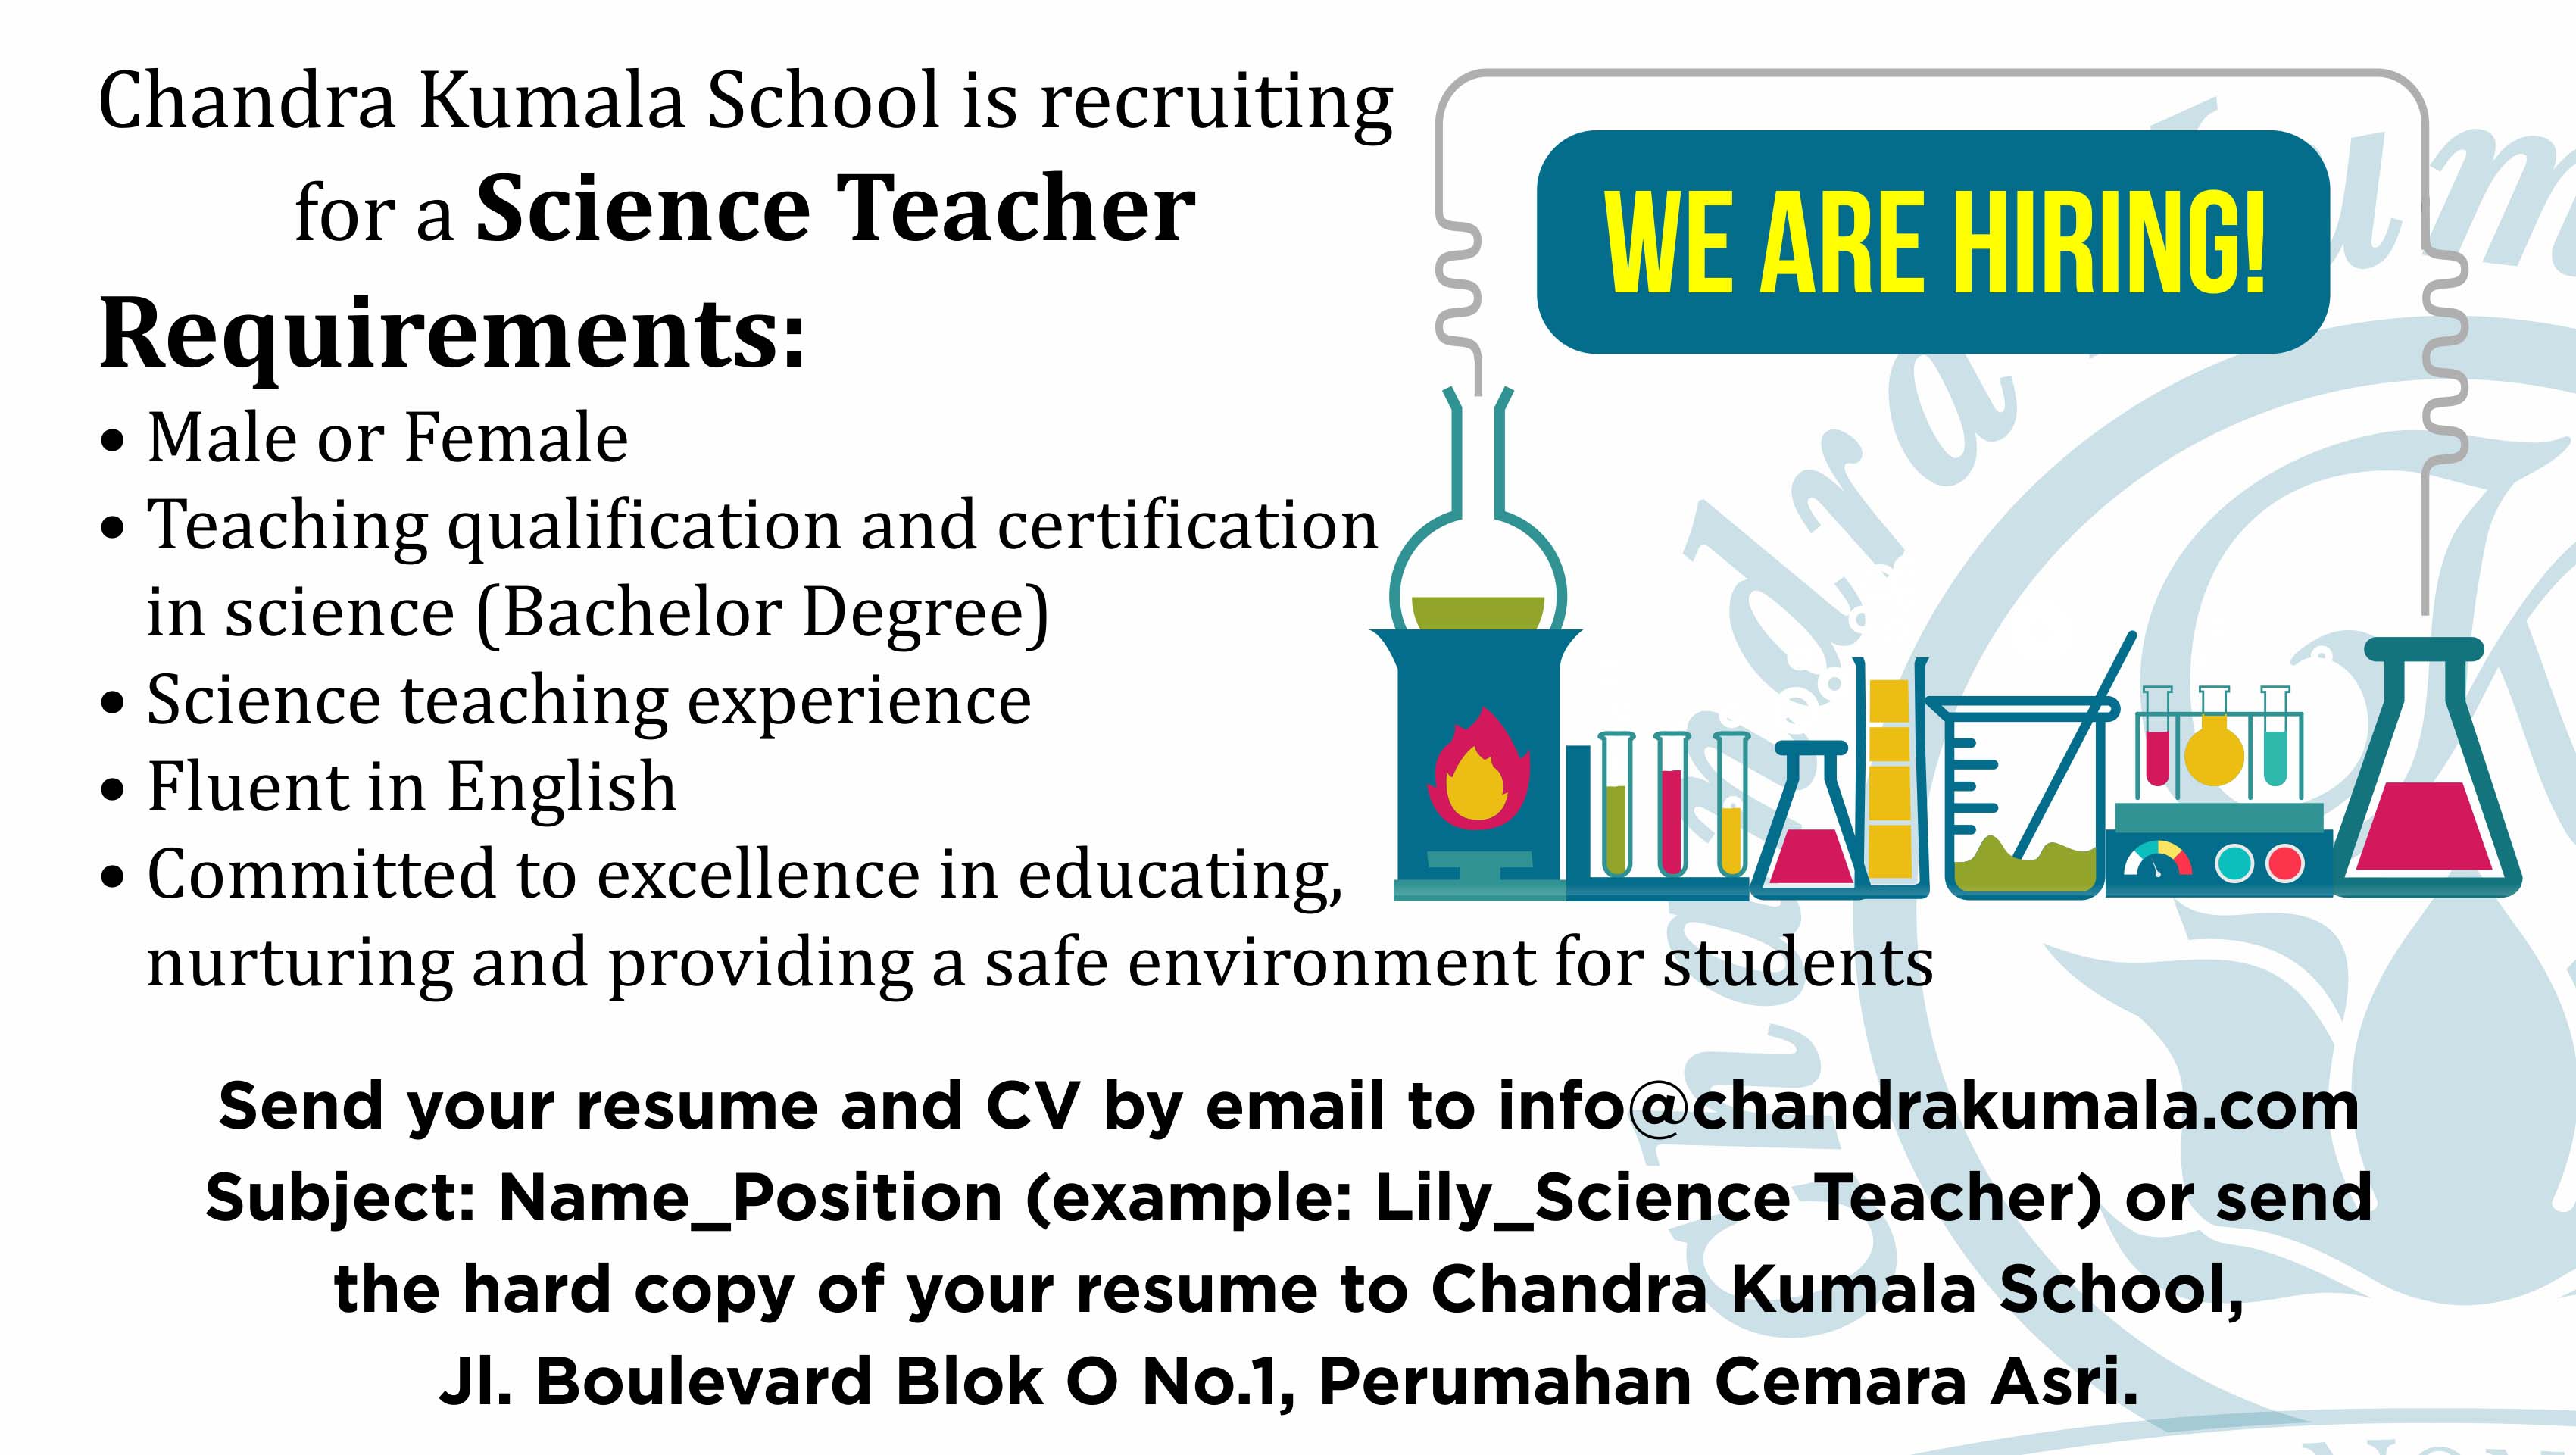 Chandra Kumala School is recruiting
for a Science Teacher
WE ARE HIRING!
Requirements:
• Male or Female
• Teaching qualification and certification
in science (Bachelor Degree)
• Science teaching experience
• Fluent in English
• Committed to excellence in educating,
nurturing and providing a safe environment for students
Send your resume and CV by email to info@chandrakumala.com
Subject: Name_Position (example: Lily_Science Teacher) or send
the hard copy of your resume to Chandra Kumala School,
Jl. Boulevard Blok O No.1, Perumahan Cemara Asri.
Chandra Kum